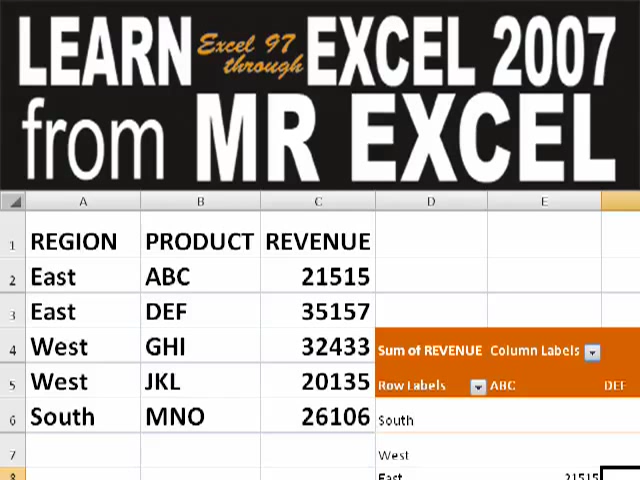 LEARN Excel 97 through EXCEL 2007
from MR EXCEL
A B C D E
1 REGION PRODUCT REVENUE
2 East ABC 21515
3 East DEF 35157
4 West GHI 32433 Sum of REVENUE Column Labels
5 West JKL 20135 Row Labels ABC DEF
6 South MNO 26106 South
7 West
8 East 21515